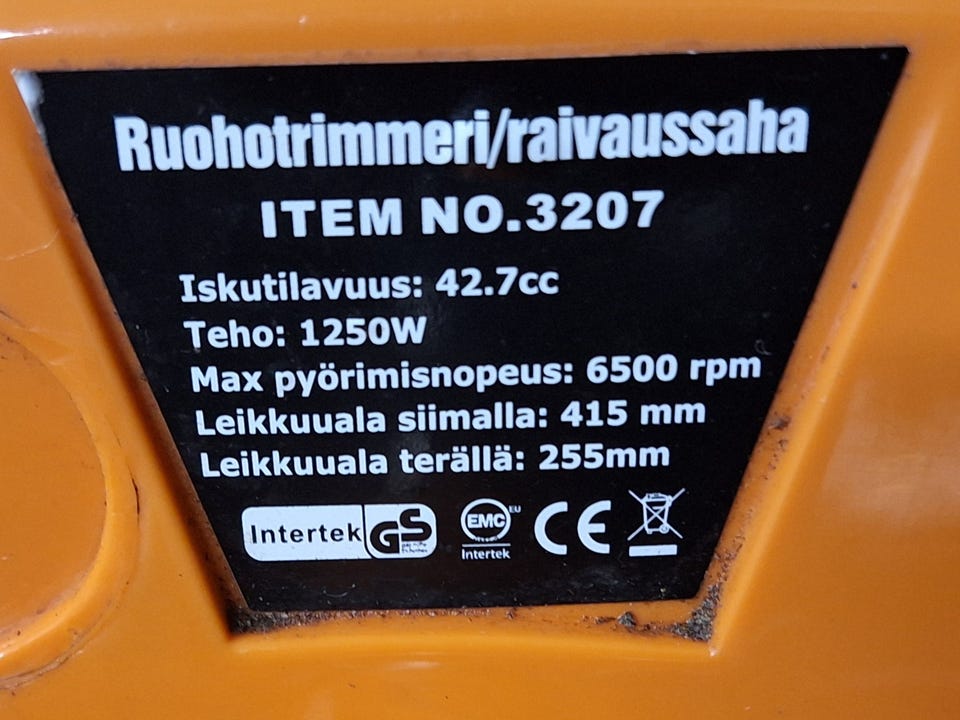 Ruohotrimmeri/raivaussaha
ITEM NO.3207
Iskutilavuus: 42.7cc
Teho: 1250W
Max pyörimisnopeus: 6500 rpm
Leikkuuala siimalla: 415 mm
Leikkuuala terällä: 255mm
Intertek GS EMC EU CE
Intertek